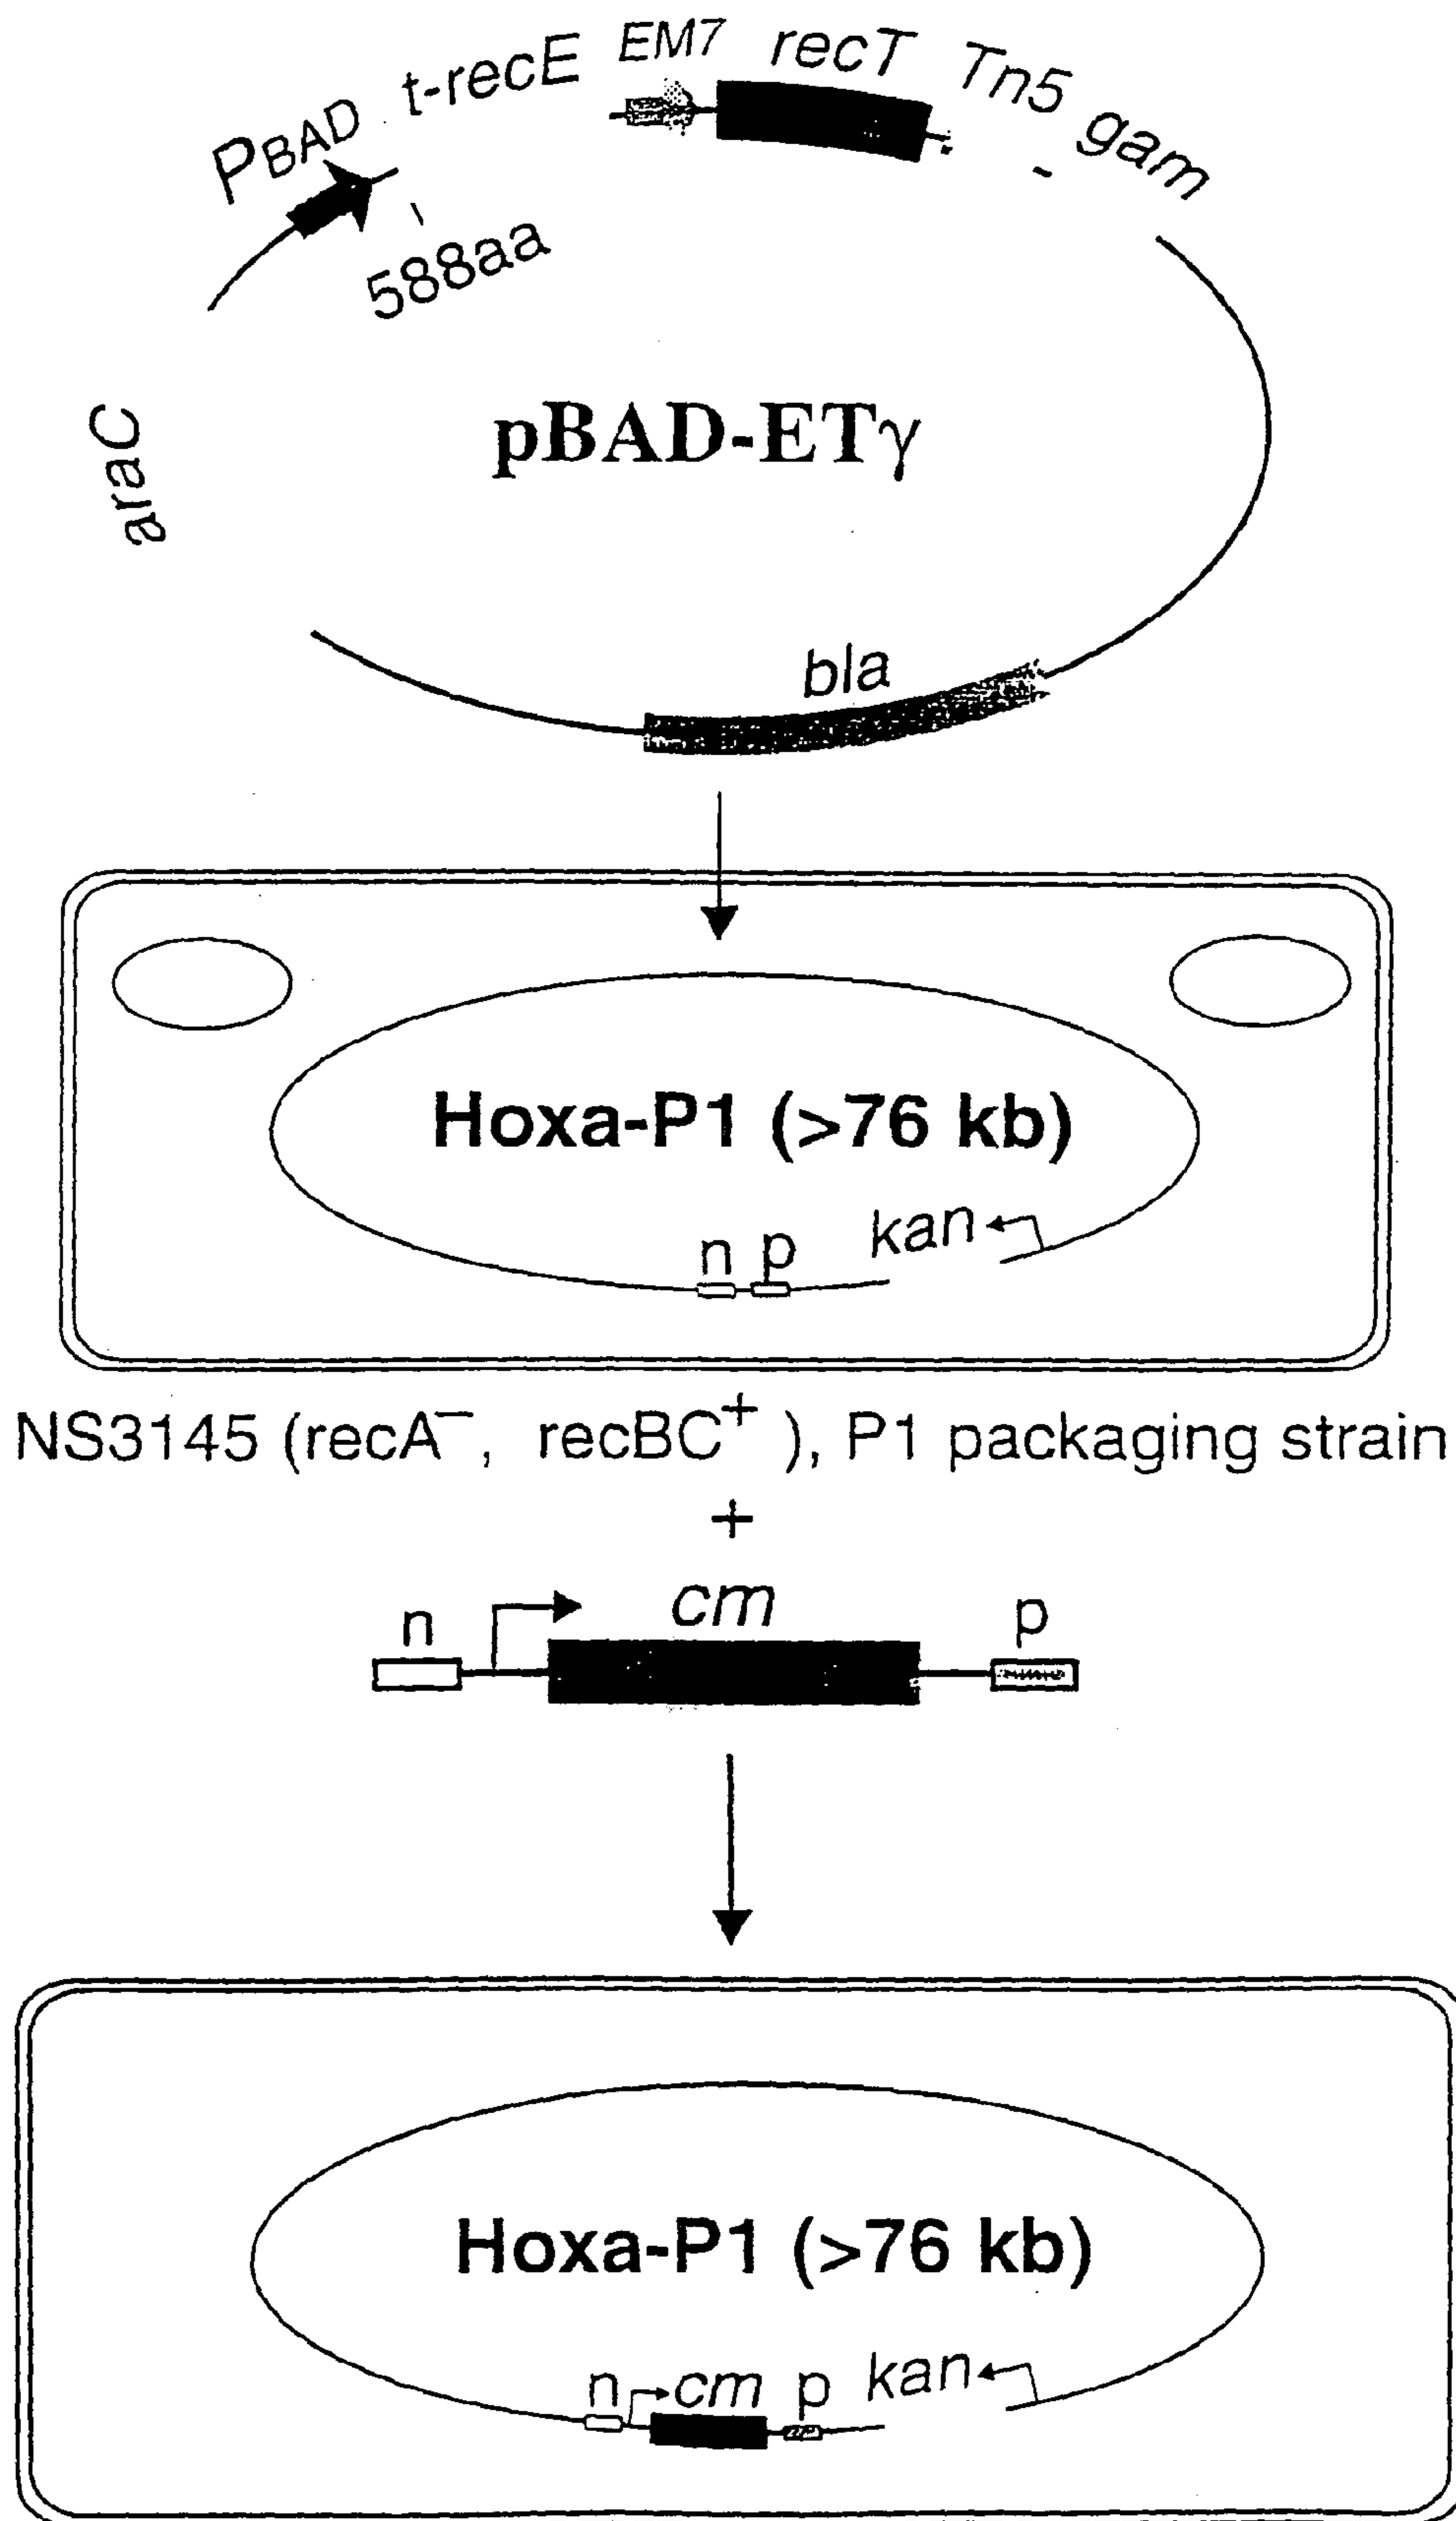 PBAD t-recE EM7 recT Tn5 gam
588aa
araC
pBAD-ETγ
bla
Hoxa-P1 (>76 kb)
n p kan
NS3145 (recA⁻, recBC⁺ ), P1 packaging strain
+
n cm p
Hoxa-P1 (>76 kb)
n cm p kan